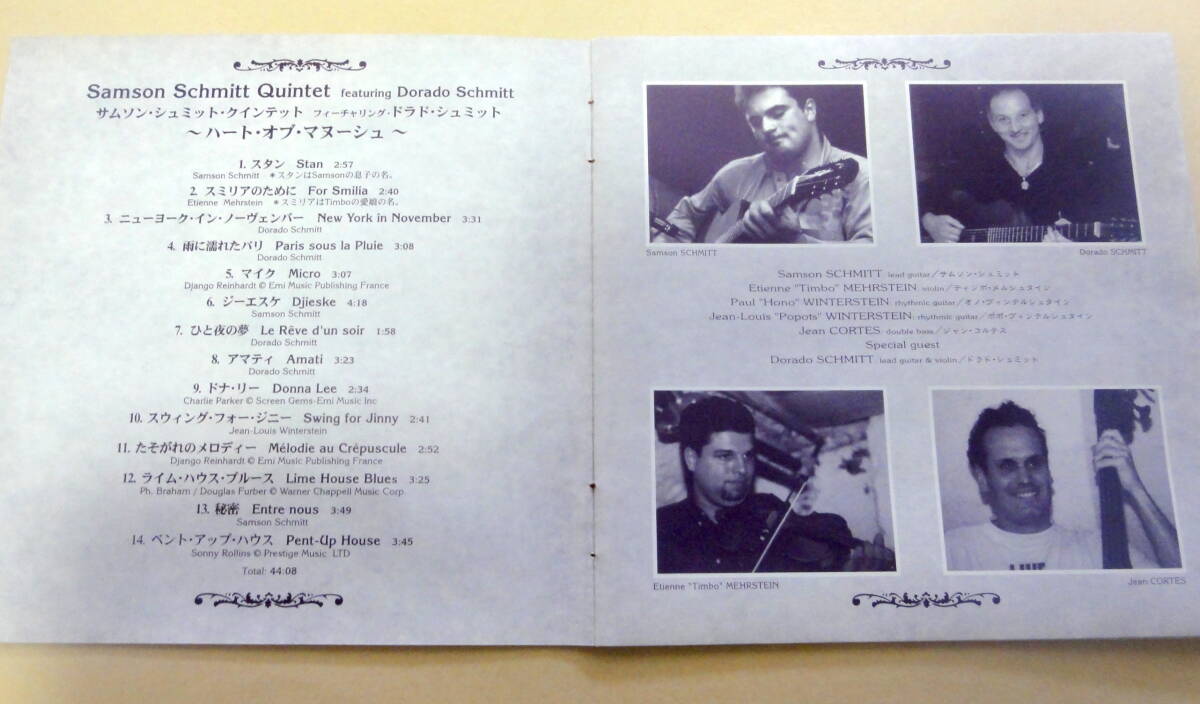 Samson Schmitt Quintet featuring Dorado Schmitt
サムソン・シュミット・クインテット フィーチャリング・ドラド・シュミット
～ ハート・オブ・マヌーシュ ～
1. スタン Stan 2:57
Samson Schmitt ＊スタンはSamsonの息子の名。
2. スミリアのために For Smilia 2:40
Etienne Mehrstein ＊スミリアはTimboの愛娘の名。
3. ニューヨーク・イン・ノーヴェンバー New York in November 3:31
Dorado Schmitt
4. 雨に濡れたパリ Paris sous la Pluie 3:08
Dorado Schmitt
5. マイク Micro 3:07
Django Reinhardt © Emi Music Publishing France
6. ジーエスケ Djieske 4:18
Samson Schmitt
7. ひと夜の夢 Le Rêve d'un soir 1:58
Dorado Schmitt
8. アマティ Amati 3:23
Dorado Schmitt
9. ドナ・リー Donna Lee 2:34
Charlie Parker © Screen Gems-Emi Music Inc
10. スウィング・フォー・ジニー Swing for Jinny 2:41
Jean-Louis Winterstein
11. たそがれのメロディー Mélodie au Crépuscule 2:52
Django Reinhardt © Emi Music Publishing France
12. ライム・ハウス・ブルース Lime House Blues 3:25
Ph. Braham / Douglas Furber © Warner Chappell Music Corp
13. 秘密 Entre nous 3:49
Samson Schmitt
14. ペント・アップ・ハウス Pent-Up House 3:45
Sonny Rollins © Prestige Music LTD
Total: 44:08
Samson SCHMITT
Dorado SCHMITT
Samson SCHMITT lead guitar／サムソン・シュミット
Etienne "Timbo" MEHRSTEIN violin／ティンボ・メルシュタイン
Paul "Hono" WINTERSTEIN rhythmic guitar／オノ・ヴィンテルシュタイン
Jean-Louis "Popots" WINTERSTEIN rhythmic guitar／ポポ・ヴィンテルシュタイン
Jean CORTES double bass／ジャン・コルテス
Special guest
Dorado SCHMITT lead guitar & violin／ドラド・シュミット
Etienne "Timbo" MEHRSTEIN
Jean CORTES